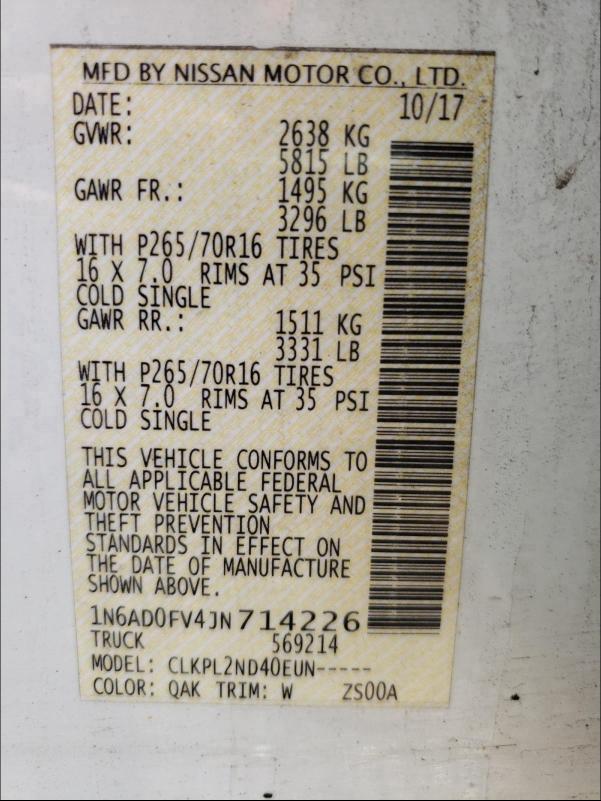 MFD BY NISSAN MOTOR CO., LTD.
DATE: 10/17
GVWR: 2638 KG
5815 LB
GAWR FR.: 1495 KG
3296 LB
WITH P265/70R16 TIRES
16 X 7.0 RIMS AT 35 PSI
COLD SINGLE
GAWR RR.: 1511 KG
3331 LB
WITH P265/70R16 TIRES
16 X 7.0 RIMS AT 35 PSI
COLD SINGLE
THIS VEHICLE CONFORMS TO
ALL APPLICABLE FEDERAL
MOTOR VEHICLE SAFETY AND
THEFT PREVENTION
STANDARDS IN EFFECT ON
THE DATE OF MANUFACTURE
SHOWN ABOVE.
1N6AD0FV4JN714226
TRUCK 569214
MODEL: CLKPL2ND40EUN-----
COLOR: QAK TRIM: W ZS00A